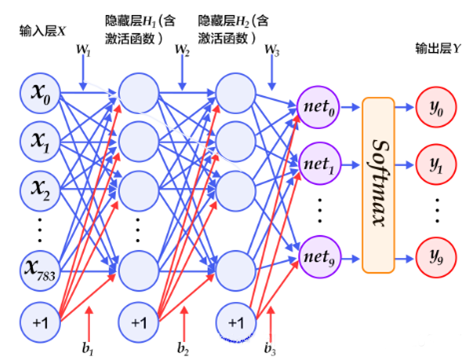 输入层X
隐藏层H1(含
激活函数)
隐藏层H2(含
激活函数)
输出层Y
W1
W2
W3
x0
x1
x2
x783
+1
+1
+1
net0
net1
net9
Softmax
y0
y1
y9
b1
b2
b3